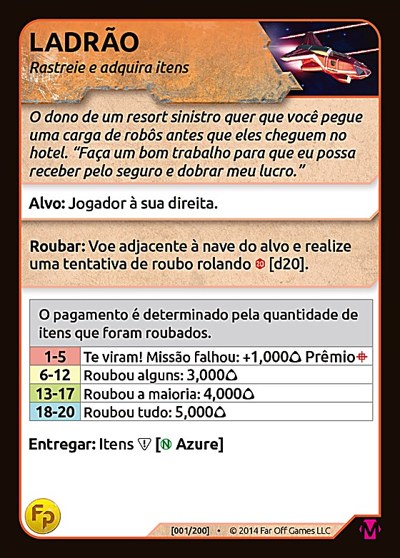 LADRÃO
Rastreie e adquira itens
O dono de um resort sinistro quer que você pegue
uma carga de robôs antes que eles cheguem no
hotel. “Faça um bom trabalho para que eu possa
receber pelo seguro e dobrar meu lucro.”
Alvo: Jogador à sua direita.
Roubar: Voe adjacente à nave do alvo e realize
uma tentativa de roubo rolando 20 [d20].
O pagamento é determinado pela quantidade de
itens que foram roubados.
1-5 Te viram! Missão falhou: +1,000 Prêmio
6-12 Roubou alguns: 3,000
13-17 Roubou a maioria: 4,000
18-20 Roubou tudo: 5,000
Entregar: Itens [N Azure]
FP [001/200] • © 2014 Far Off Games LLC M